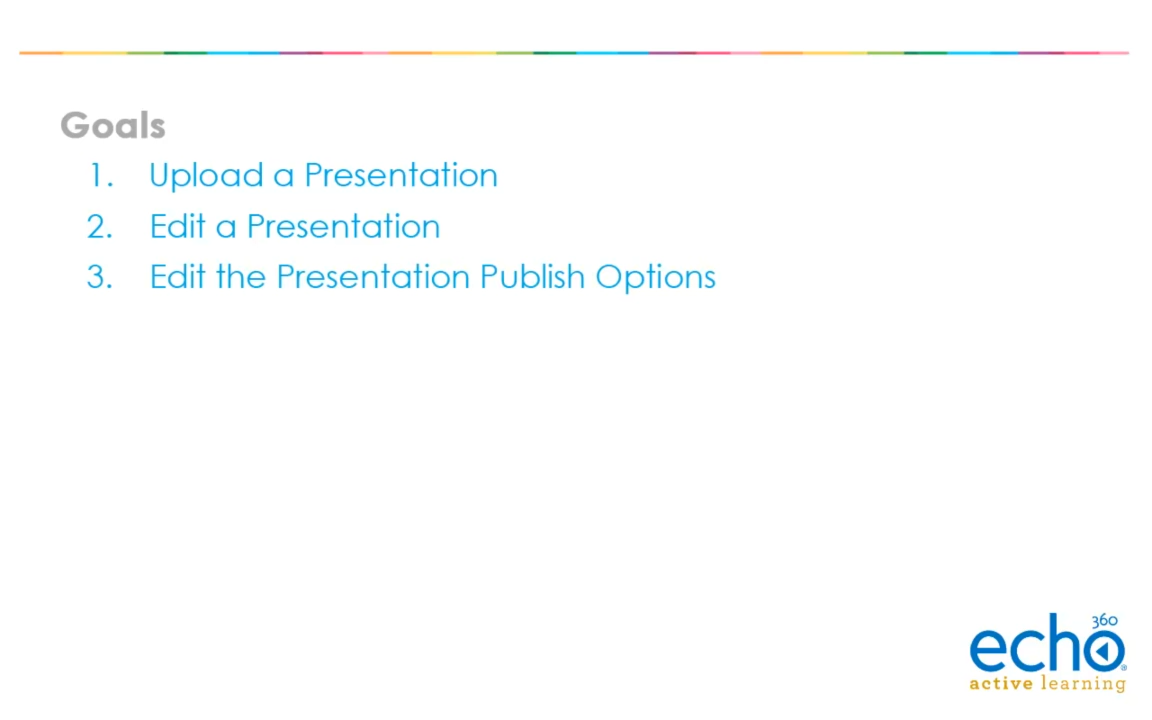 Goals
1. Upload a Presentation
2. Edit a Presentation
3. Edit the Presentation Publish Options
echo 360®
active learning